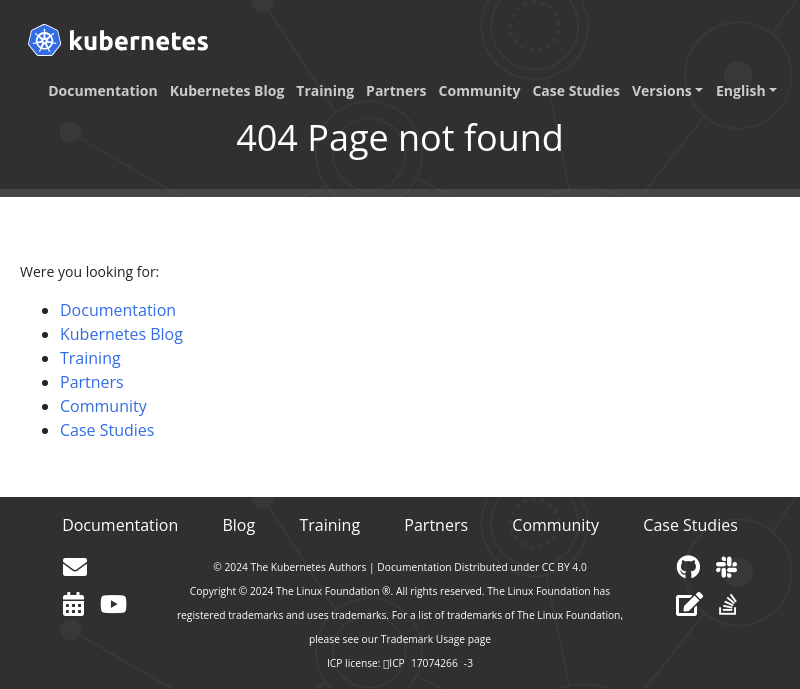 kubernetes
Documentation Kubernetes Blog Training Partners Community Case Studies Versions English
404 Page not found
Were you looking for:
Documentation
Kubernetes Blog
Training
Partners
Community
Case Studies
Documentation Blog Training Partners Community Case Studies
© 2024 The Kubernetes Authors | Documentation Distributed under CC BY 4.0
Copyright © 2024 The Linux Foundation ®. All rights reserved. The Linux Foundation has
registered trademarks and uses trademarks. For a list of trademarks of The Linux Foundation,
please see our Trademark Usage page
ICP license: ICP 17074266 -3